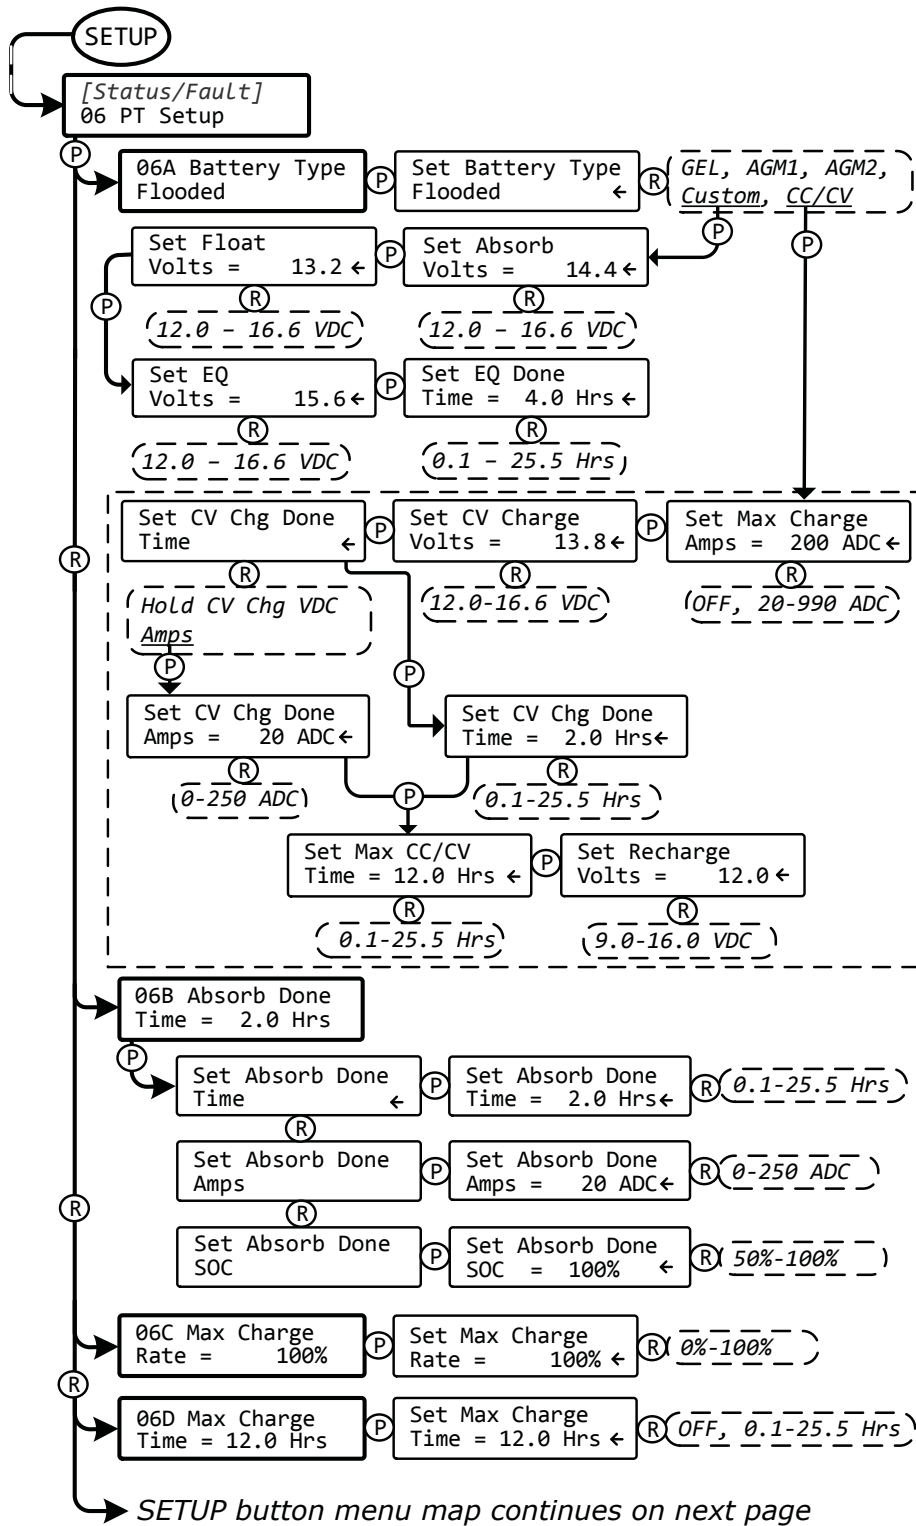 SETUP
[Status/Fault]
06 PT Setup
P
06A Battery Type
Flooded
P
Set Battery Type
Flooded ←
R
GEL, AGM1, AGM2,
Custom, CC/CV
P
P
Set Float
Volts = 13.2 ←
P
Set Absorb
Volts = 14.4 ←
R
R
P
12.0 – 16.6 VDC
12.0 – 16.6 VDC
Set EQ
Volts = 15.6 ←
P
Set EQ Done
Time = 4.0 Hrs ←
R
R
12.0 – 16.6 VDC
0.1 – 25.5 Hrs
Set CV Chg Done
Time ←
P
Set CV Charge
Volts = 13.8 ←
P
Set Max Charge
Amps = 200 ADC ←
R
R
R
R
Hold CV Chg VDC
Amps
12.0-16.6 VDC
OFF, 20-990 ADC
P
P
Set CV Chg Done
Amps = 20 ADC ←
Set CV Chg Done
Time = 2.0 Hrs ←
R
R
0-250 ADC
P
0.1-25.5 Hrs
Set Max CC/CV
Time = 12.0 Hrs ←
P
Set Recharge
Volts = 12.0 ←
R
R
0.1-25.5 Hrs
9.0-16.0 VDC
06B Absorb Done
Time = 2.0 Hrs
P
Set Absorb Done
Time ←
P
Set Absorb Done
Time = 2.0 Hrs ←
R
0.1-25.5 Hrs
R
Set Absorb Done
Amps
P
Set Absorb Done
Amps = 20 ADC ←
R
0-250 ADC
R
R
Set Absorb Done
SOC
P
Set Absorb Done
SOC = 100% ←
R
50%-100%
06C Max Charge
Rate = 100%
P
Set Max Charge
Rate = 100% ←
R
0%-100%
R
06D Max Charge
Time = 12.0 Hrs
P
Set Max Charge
Time = 12.0 Hrs ←
R
OFF, 0.1-25.5 Hrs
SETUP button menu map continues on next page